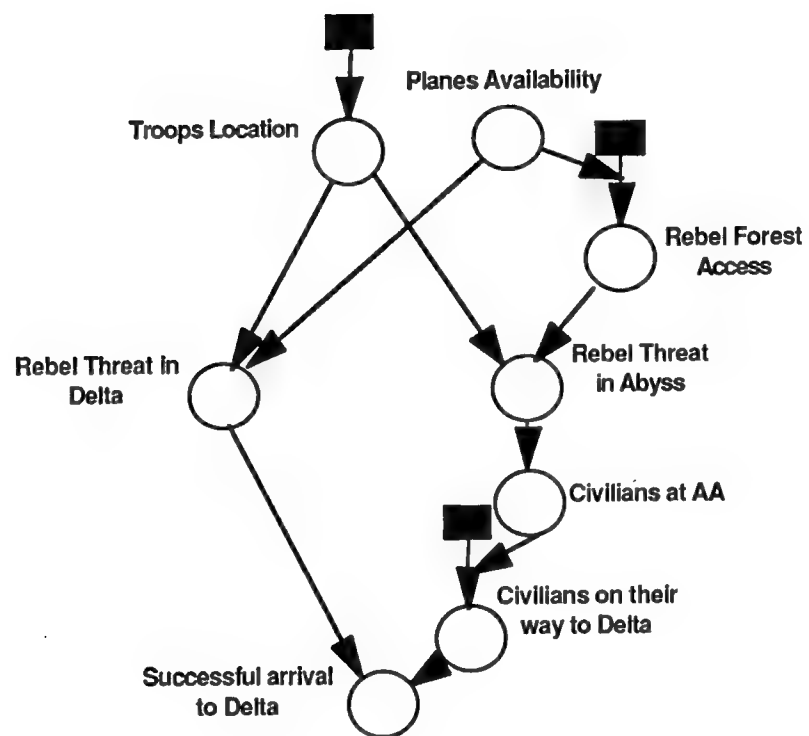 Planes Availability
Troops Location
Rebel Forest
Access
Rebel Threat in
Delta
Rebel Threat
in Abyss
Civilians at AA
Civilians on their
way to Delta
Successful arrival
to Delta